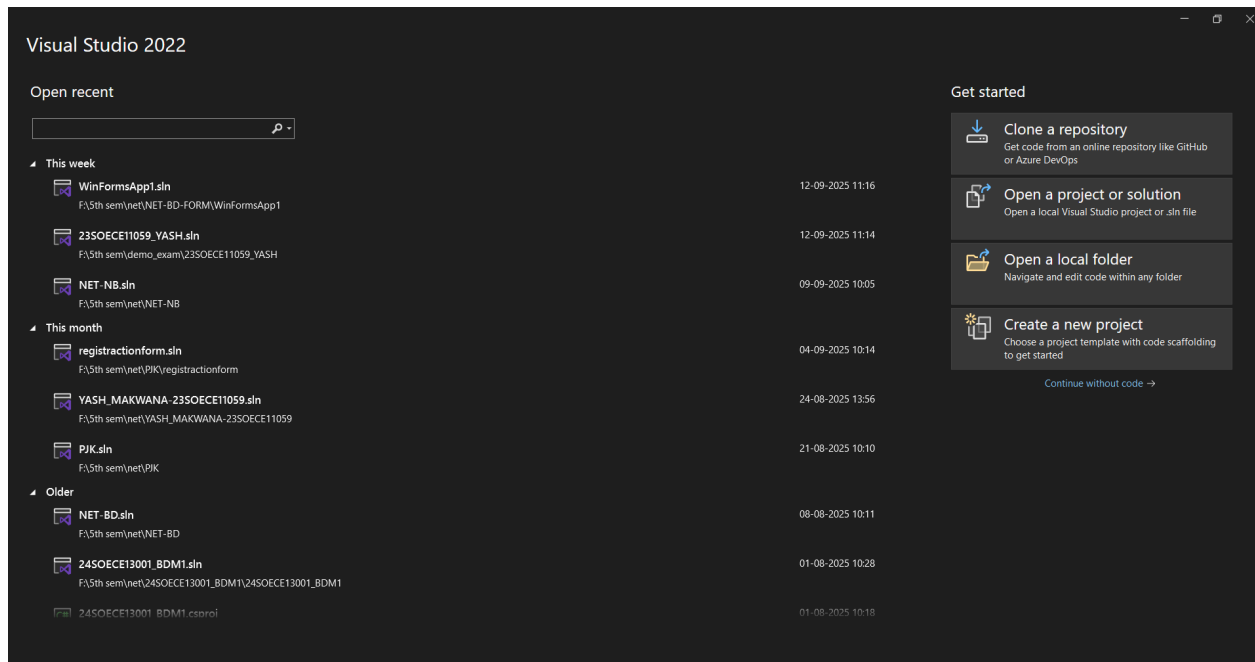 Visual Studio 2022
Open recent
This week
WinFormsApp1.sln
12-09-2025 11:16
F:\5th sem\net\NET-BD-FORM\WinFormsApp1
23SOECE11059_YASH.sln
12-09-2025 11:14
F:\5th sem\demo_exam\23SOECE11059_YASH
NET-NB.sln
09-09-2025 10:05
F:\5th sem\net\NET-NB
This month
registractionform.sln
04-09-2025 10:14
F:\5th sem\net\PJK\registractionform
YASH_MAKWANA-23SOECE11059.sln
24-08-2025 13:56
F:\5th sem\net\YASH_MAKWANA-23SOECE11059
PJK.sln
21-08-2025 10:10
F:\5th sem\net\PJK
Older
NET-BD.sln
08-08-2025 10:11
F:\5th sem\net\NET-BD
24SOECE13001_BDM1.sln
01-08-2025 10:28
F:\5th sem\net\24SOECE13001_BDM1\24SOECE13001_BDM1
24SOECE13001_BDM1.csproj
01-08-2025 10:18
Get started
Clone a repository
Get code from an online repository like GitHub
or Azure DevOps
Open a project or solution
Open a local Visual Studio project or .sln file
Open a local folder
Navigate and edit code within any folder
Create a new project
Choose a project template with code scaffolding
to get started
Continue without code →